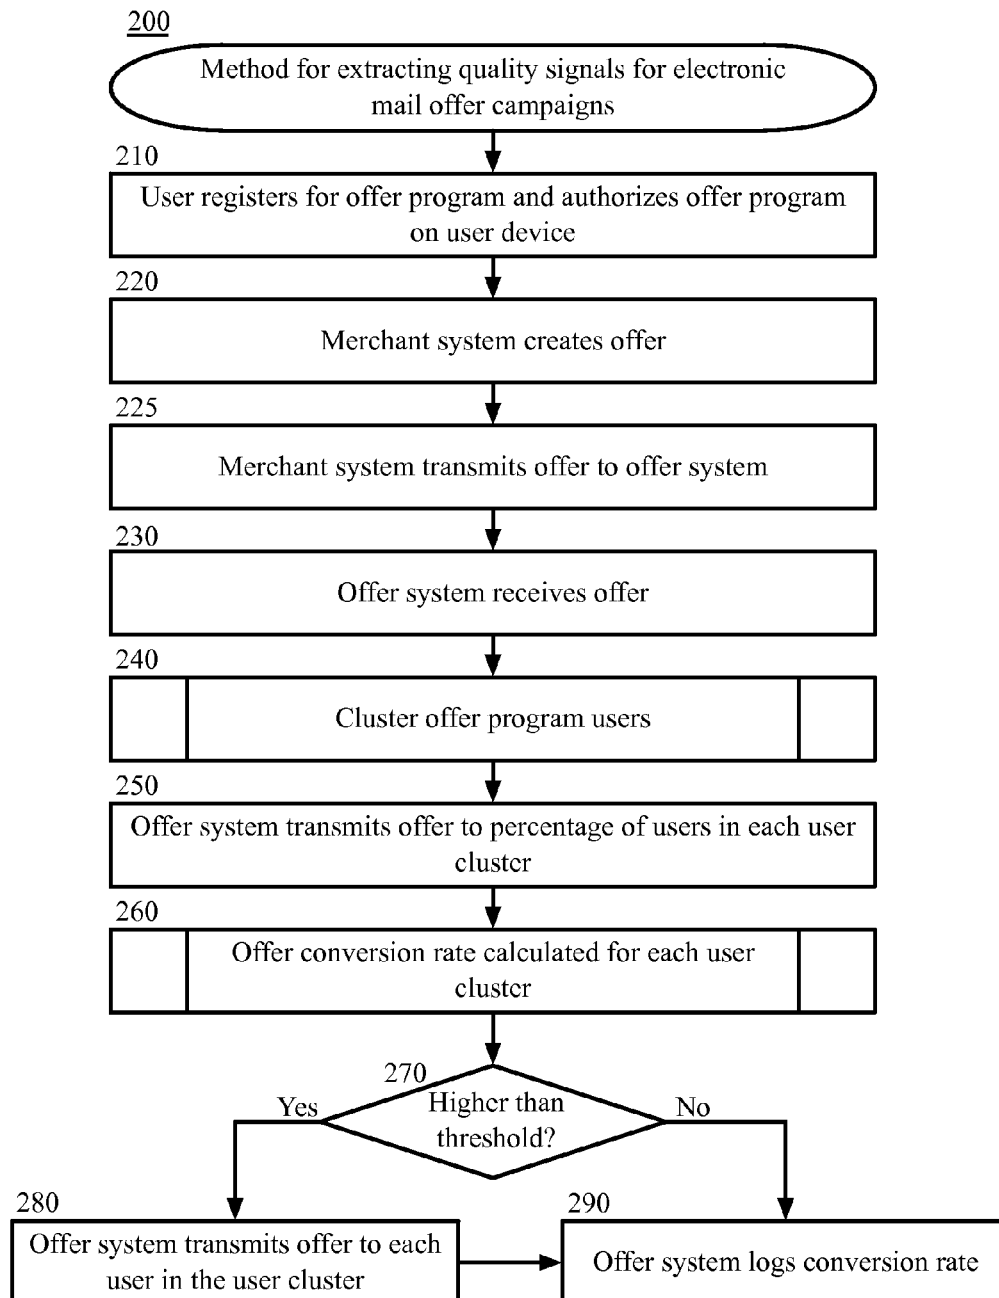 200
Method for extracting quality signals for electronic
mail offer campaigns
210
User registers for offer program and authorizes offer program
on user device
220
Merchant system creates offer
225
Merchant system transmits offer to offer system
230
Offer system receives offer
240
Cluster offer program users
250
Offer system transmits offer to percentage of users in each user
cluster
260
Offer conversion rate calculated for each user
cluster
270
Higher than
threshold?
Yes
No
280
Offer system transmits offer to each
user in the user cluster
290
Offer system logs conversion rate